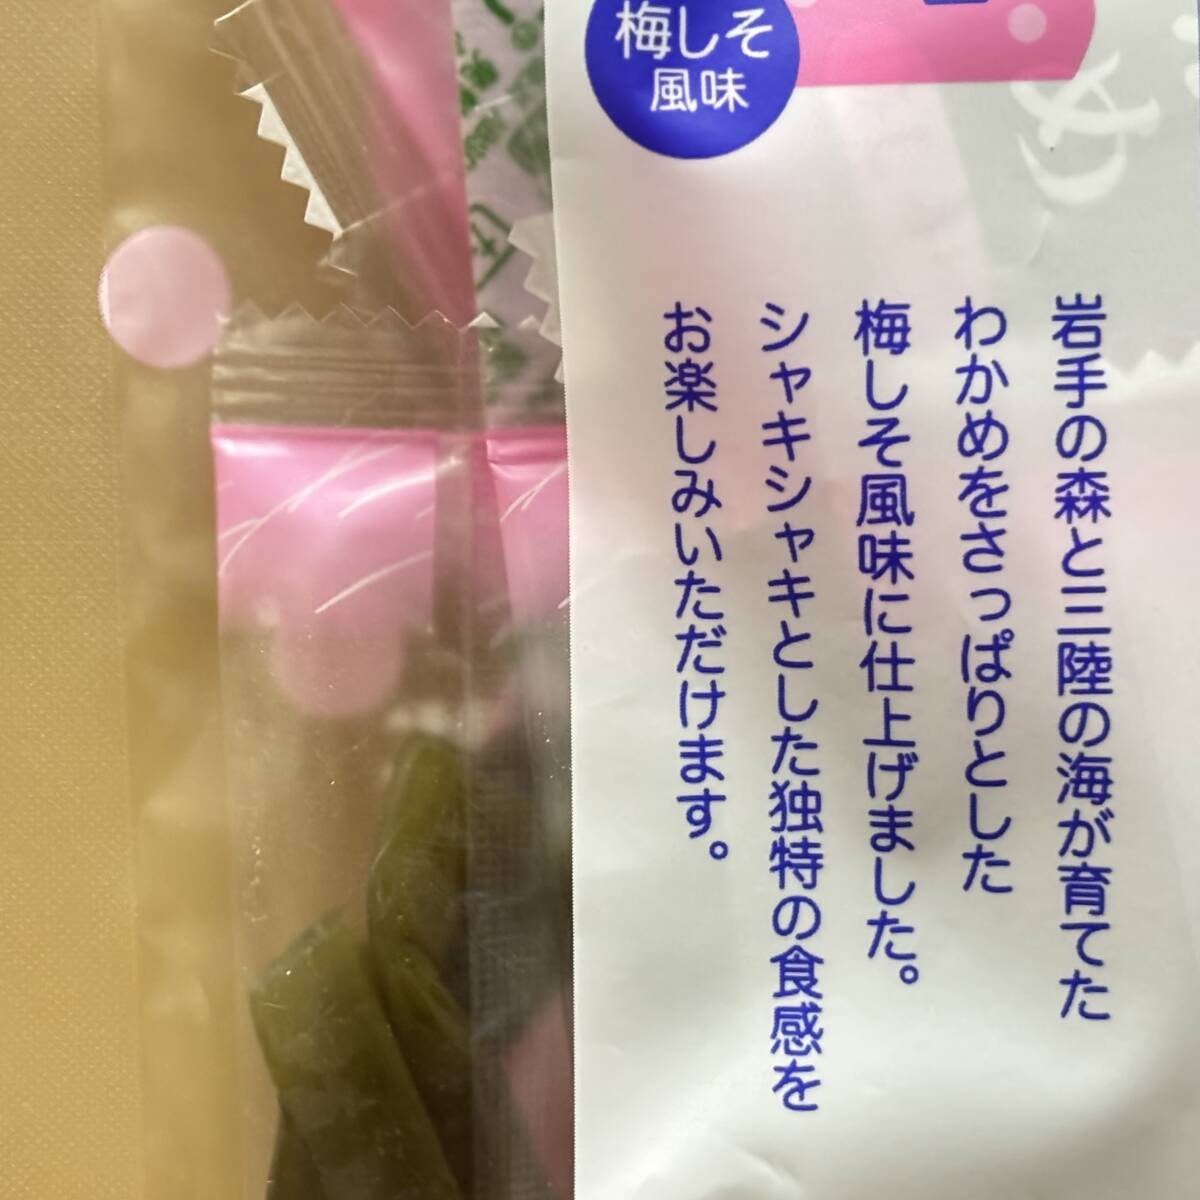 梅しそ
風味
め
岩手の森と三陸の海が育てた
わかめをさっぱりとした
梅しそ風味に仕上げました。
シャキシャキとした独特の食感を
お楽しみいただけます。